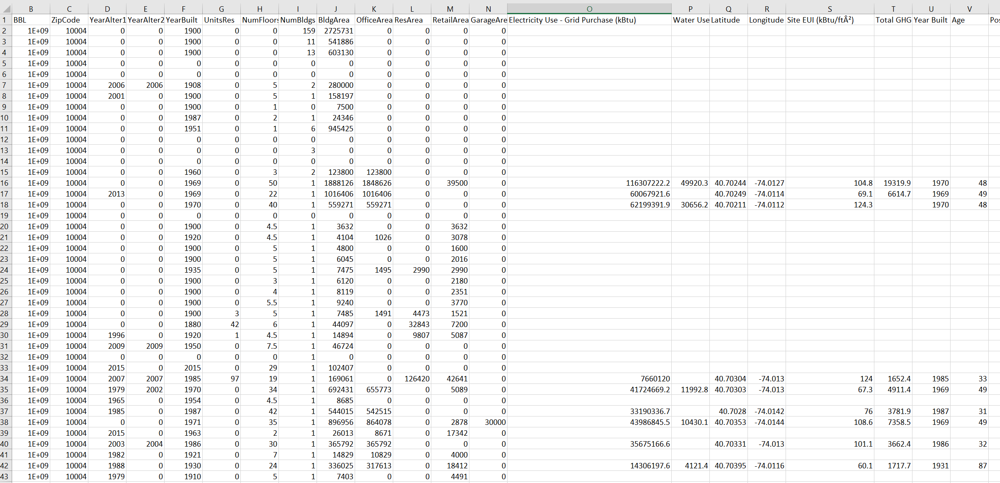 B C D E F G H I J K L M N O P Q R S T U V
1 BBL ZipCode YearAlter1 YearAlter2 YearBuilt UnitsRes NumFloors NumBldgs BldgArea OfficeArea ResArea RetailArea GarageAre Electricity Use - Grid Purchase (kBtu) Water Use Latitude Longitude Site EUI (kBtu/ftÂ²) Total GHG Year Built Age Pos
2 1E+09 10004 0 0 1900 0 0 159 2725731 0 0 0 0
3 1E+09 10004 0 0 1900 0 0 11 541886 0 0 0 0
4 1E+09 10004 0 0 1900 0 0 13 603130 0 0 0 0
5 1E+09 10004 0 0 0 0 0 0 0 0 0 0 0
6 1E+09 10004 0 0 0 0 0 0 0 0 0 0 0
7 1E+09 10004 2006 2006 1908 0 5 2 280000 0 0 0 0
8 1E+09 10004 2001 0 1900 0 5 1 158197 0 0 0 0
9 1E+09 10004 0 0 1900 0 1 0 7500 0 0 0 0
10 1E+09 10004 0 0 1987 0 2 1 24346 0 0 0 0
11 1E+09 10004 0 0 1951 0 1 6 945425 0 0 0 0
12 1E+09 10004 0 0 0 0 0 0 0 0 0 0 0
13 1E+09 10004 0 0 0 0 0 3 0 0 0 0 0
14 1E+09 10004 0 0 0 0 0 0 0 0 0 0 0
15 1E+09 10004 0 0 1960 0 3 2 123800 123800 0 0 0
16 1E+09 10004 0 0 1969 0 50 1 1888126 1848626 0 39500 0 116307222.2 49920.3 40.70244 -74.0127 104.8 19319.9 1970 48
17 1E+09 10004 2013 0 1969 0 22 1 1016406 1016406 0 0 0 60067921.6 40.70249 -74.0114 69.1 6614.7 1969 49
18 1E+09 10004 0 0 1970 0 40 1 559271 559271 0 0 0 62199391.9 30656.2 40.70211 -74.0112 124.3 1970 48
19 1E+09 10004 0 0 0 0 0 0 0 0 0 0 0
20 1E+09 10004 0 0 1900 0 4.5 1 3632 0 0 3632 0
21 1E+09 10004 0 0 1920 0 4.5 1 4104 1026 0 3078 0
22 1E+09 10004 0 0 1900 0 5 1 4800 0 0 1600 0
23 1E+09 10004 0 0 1900 0 5 1 6045 0 0 2016 0
24 1E+09 10004 0 0 1935 0 5 1 7475 1495 2990 2990 0
25 1E+09 10004 0 0 1900 0 3 1 6120 0 0 2180 0
26 1E+09 10004 0 0 1900 0 4 1 8119 0 0 2351 0
27 1E+09 10004 0 0 1900 0 5.5 1 9240 0 0 3770 0
28 1E+09 10004 0 0 1900 3 5 1 7485 1491 4473 1521 0
29 1E+09 10004 0 0 1880 42 6 1 44097 0 32843 7200 0
30 1E+09 10004 1996 0 1920 1 4.5 1 14894 0 9807 5087 0
31 1E+09 10004 2009 2009 1950 0 7.5 1 46724 0 0 0 0
32 1E+09 10004 0 0 0 0 0 1 0 0 0 0 0
33 1E+09 10004 2015 0 2015 0 29 1 102407 0 0 0 0
34 1E+09 10004 2007 2007 1985 97 19 1 169061 0 126420 42641 0 7660120 40.70304 -74.013 124 1652.4 1985 33
35 1E+09 10004 1979 2002 1970 0 34 1 692431 655773 0 5089 0 41724669.2 11992.8 40.70303 -74.013 67.3 4911.4 1969 49
36 1E+09 10004 1965 0 1954 0 4.5 1 8685 0 0 0 0
37 1E+09 10004 1985 0 1987 0 42 1 544015 542515 0 0 0 33190336.7 40.7028 -74.0142 76 3781.9 1987 31
38 1E+09 10004 0 0 1971 0 35 1 896956 864078 0 2878 30000 43986845.5 10430.1 40.70353 -74.0144 108.6 7358.5 1969 49
39 1E+09 10004 2015 0 1963 0 2 1 26013 8671 0 17342 0
40 1E+09 10004 2003 2004 1986 0 30 1 365792 365792 0 0 0 35675166.6 40.70331 -74.013 101.1 3662.4 1986 32
41 1E+09 10004 1982 0 1921 0 7 1 14829 10829 0 4000 0
42 1E+09 10004 1988 0 1930 0 24 1 336025 317613 0 18412 0 14306197.6 4121.4 40.70395 -74.0116 60.1 1717.7 1931 87
43 1E+09 10004 1979 0 1910 0 5 1 7403 0 0 4491 0